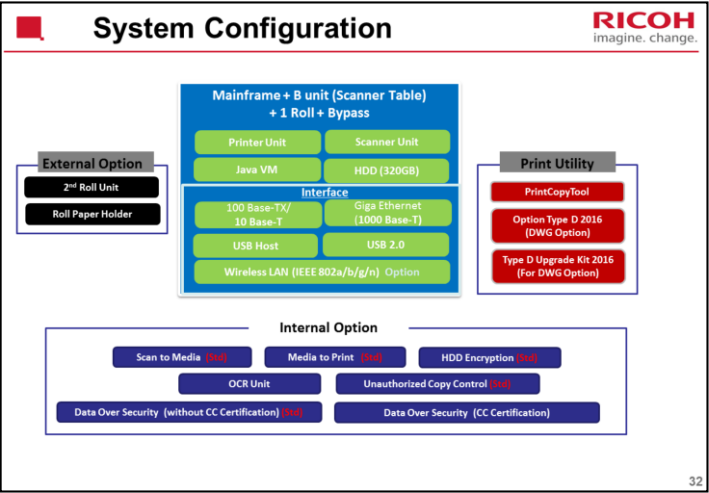 System Configuration
RICOH
imagine. change.
Mainframe + B unit (Scanner Table)
+ 1 Roll + Bypass
Printer Unit
Scanner Unit
Java VM
HDD (320GB)
Interface
100 Base-TX/
10 Base-T
Giga Ethernet
(1000 Base-T)
USB Host
USB 2.0
Wireless LAN (IEEE 802a/b/g/n) Option
External Option
2nd Roll Unit
Roll Paper Holder
Print Utility
PrintCopyTool
Option Type D 2016
(DWG Option)
Type D Upgrade Kit 2016
(For DWG Option)
Internal Option
Scan to Media (Std)
Media to Print (Std)
HDD Encryption (Std)
OCR Unit
Unauthorized Copy Control (Std)
Data Over Security (without CC Certification) (Std)
Data Over Security (CC Certification)
32